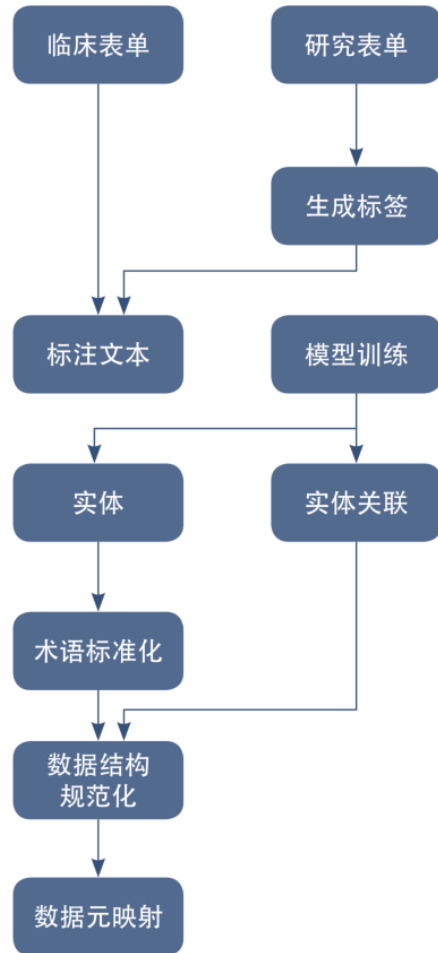 临床表单
研究表单
生成标签
标注文本
模型训练
实体
实体关联
术语标准化
数据结构
规范化
数据元映射